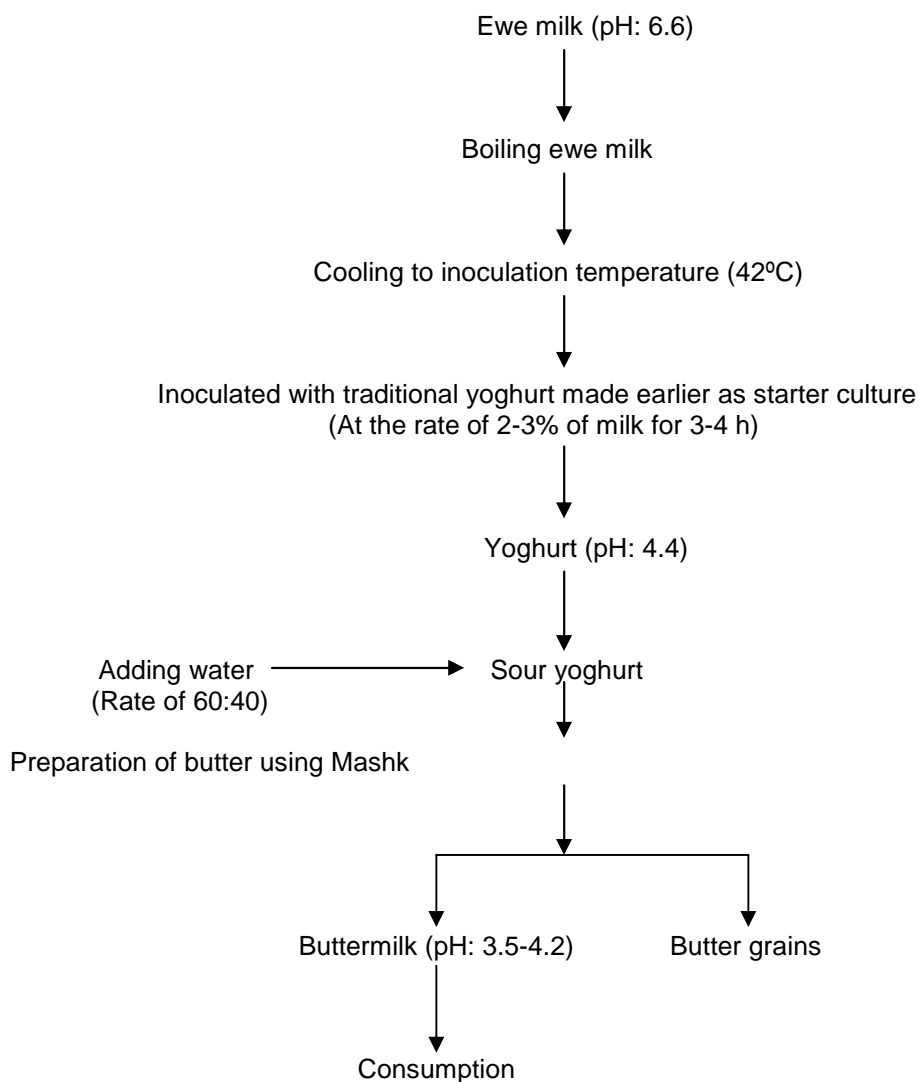 Ewe milk (pH: 6.6)
Boiling ewe milk
Cooling to inoculation temperature (42ºC)
Inoculated with traditional yoghurt made earlier as starter culture
(At the rate of 2-3% of milk for 3-4 h)
Yoghurt (pH: 4.4)
Adding water
(Rate of 60:40)
Sour yoghurt
Preparation of butter using Mashk
Buttermilk (pH: 3.5-4.2)
Butter grains
Consumption